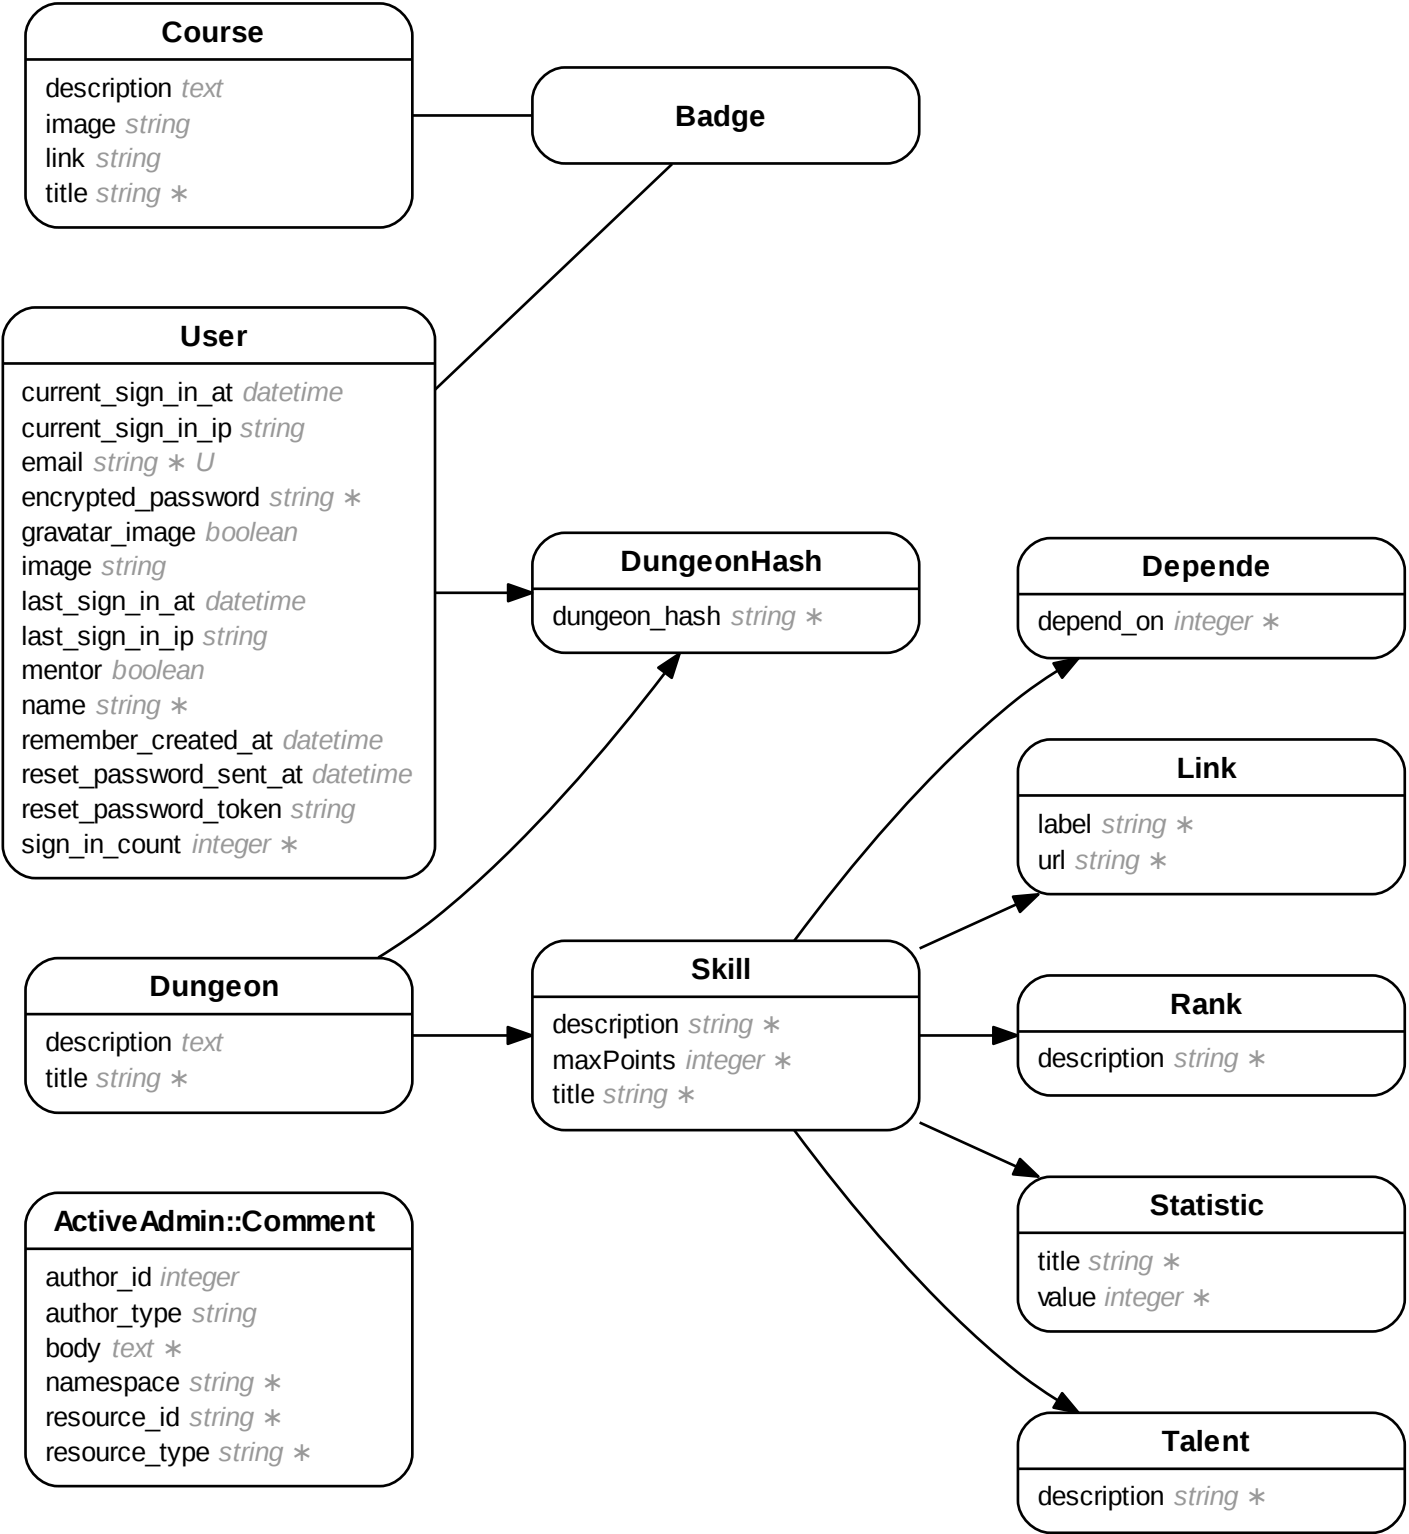 Course
description text
image string
link string
title string ∗
Badge
User
current_sign_in_at datetime
current_sign_in_ip string
email string ∗ U
encrypted_password string ∗
gravatar_image boolean
image string
last_sign_in_at datetime
last_sign_in_ip string
mentor boolean
name string ∗
remember_created_at datetime
reset_password_sent_at datetime
reset_password_token string
sign_in_count integer ∗
DungeonHash
dungeon_hash string ∗
Depende
depend_on integer ∗
Link
label string ∗
url string ∗
Dungeon
description text
title string ∗
Skill
description string ∗
maxPoints integer ∗
title string ∗
Rank
description string ∗
Statistic
title string ∗
value integer ∗
ActiveAdmin::Comment
author_id integer
author_type string
body text ∗
namespace string ∗
resource_id string ∗
resource_type string ∗
Talent
description string ∗